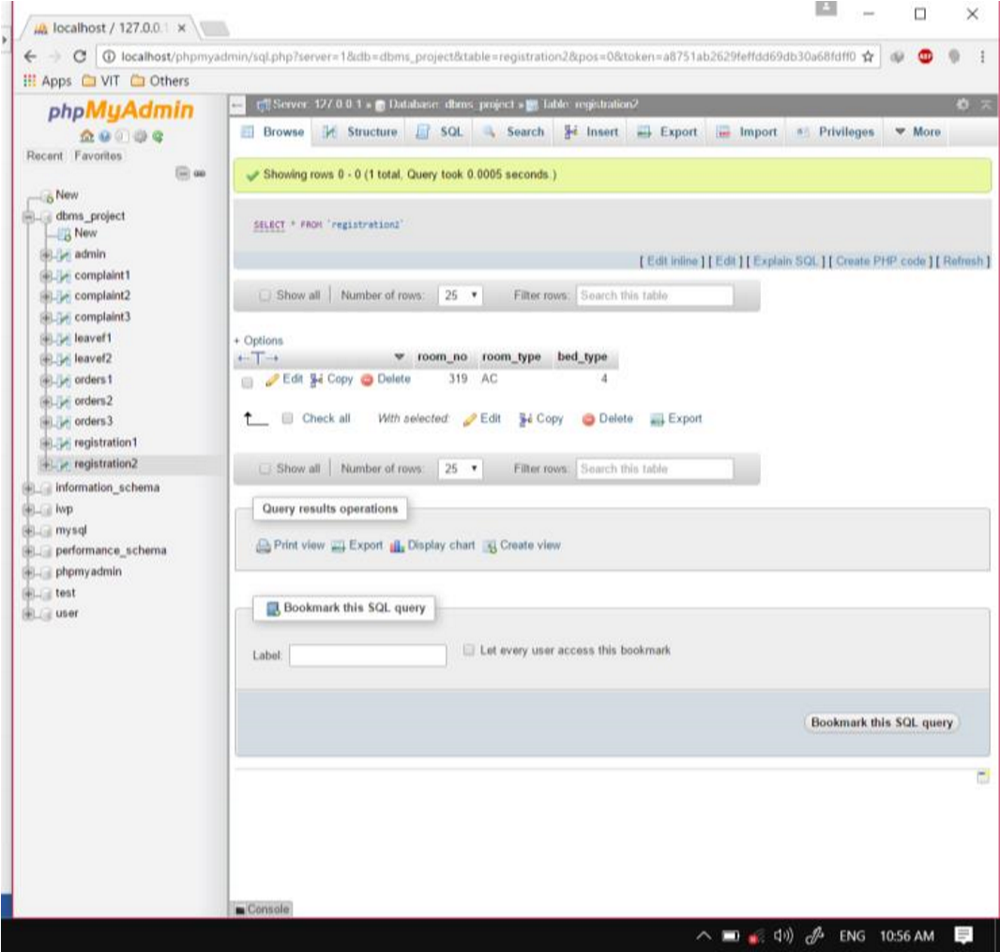 localhost / 127.0.0.1
localhost/phpmyadmin/sql.php?server=1&db=dbms_project&table=registration2&pos=0&token=a8751ab2629feffdd69db30a68fdff0
ABP
Apps VIT Others
phpMyAdmin
Recent Favorites
New
dbms_project
New
admin
complaint1
complaint2
complaint3
leavef1
leavef2
orders1
orders2
orders3
registration1
registration2
information_schema
lwp
mysql
performance_schema
phpmyadmin
test
user
Server: 127.0.0.1 » Database: dbms_project » Table: registration2
Browse Structure SQL Search Insert Export Import Privileges More
Showing rows 0 - 0 (1 total, Query took 0.0005 seconds.)
SELECT * FROM `registration2`
[ Edit inline ] [ Edit ] [ Explain SQL ] [ Create PHP code ] [ Refresh ]
Show all Number of rows: 25 Filter rows: Search this table
+ Options
←T→ room_no room_type bed_type
Edit Copy Delete 319 AC 4
Check all With selected: Edit Copy Delete Export
Show all Number of rows: 25 Filter rows: Search this table
Query results operations
Print view Export Display chart Create view
Bookmark this SQL query
Label: Let every user access this bookmark
Bookmark this SQL query
Console
ENG 10:56 AM